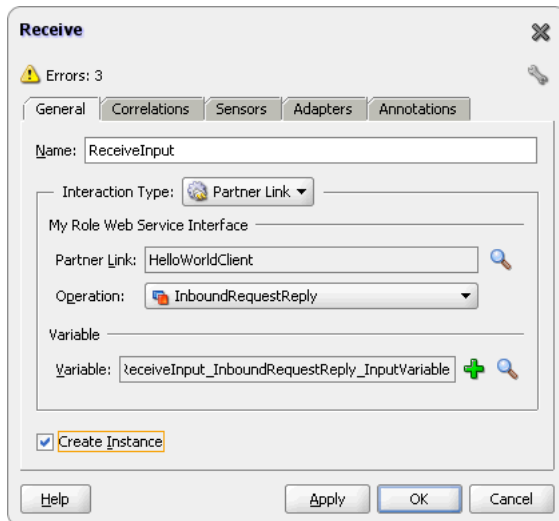 Receive
Errors: 3
General Correlations Sensors Adapters Annotations
Name: ReceiveInput
Interaction Type: Partner Link
My Role Web Service Interface
Partner Link: HelloWorldClient
Operation: InboundRequestReply
Variable
Variable: ReceiveInput_InboundRequestReply_InputVariable
Create Instance
Help Apply OK Cancel